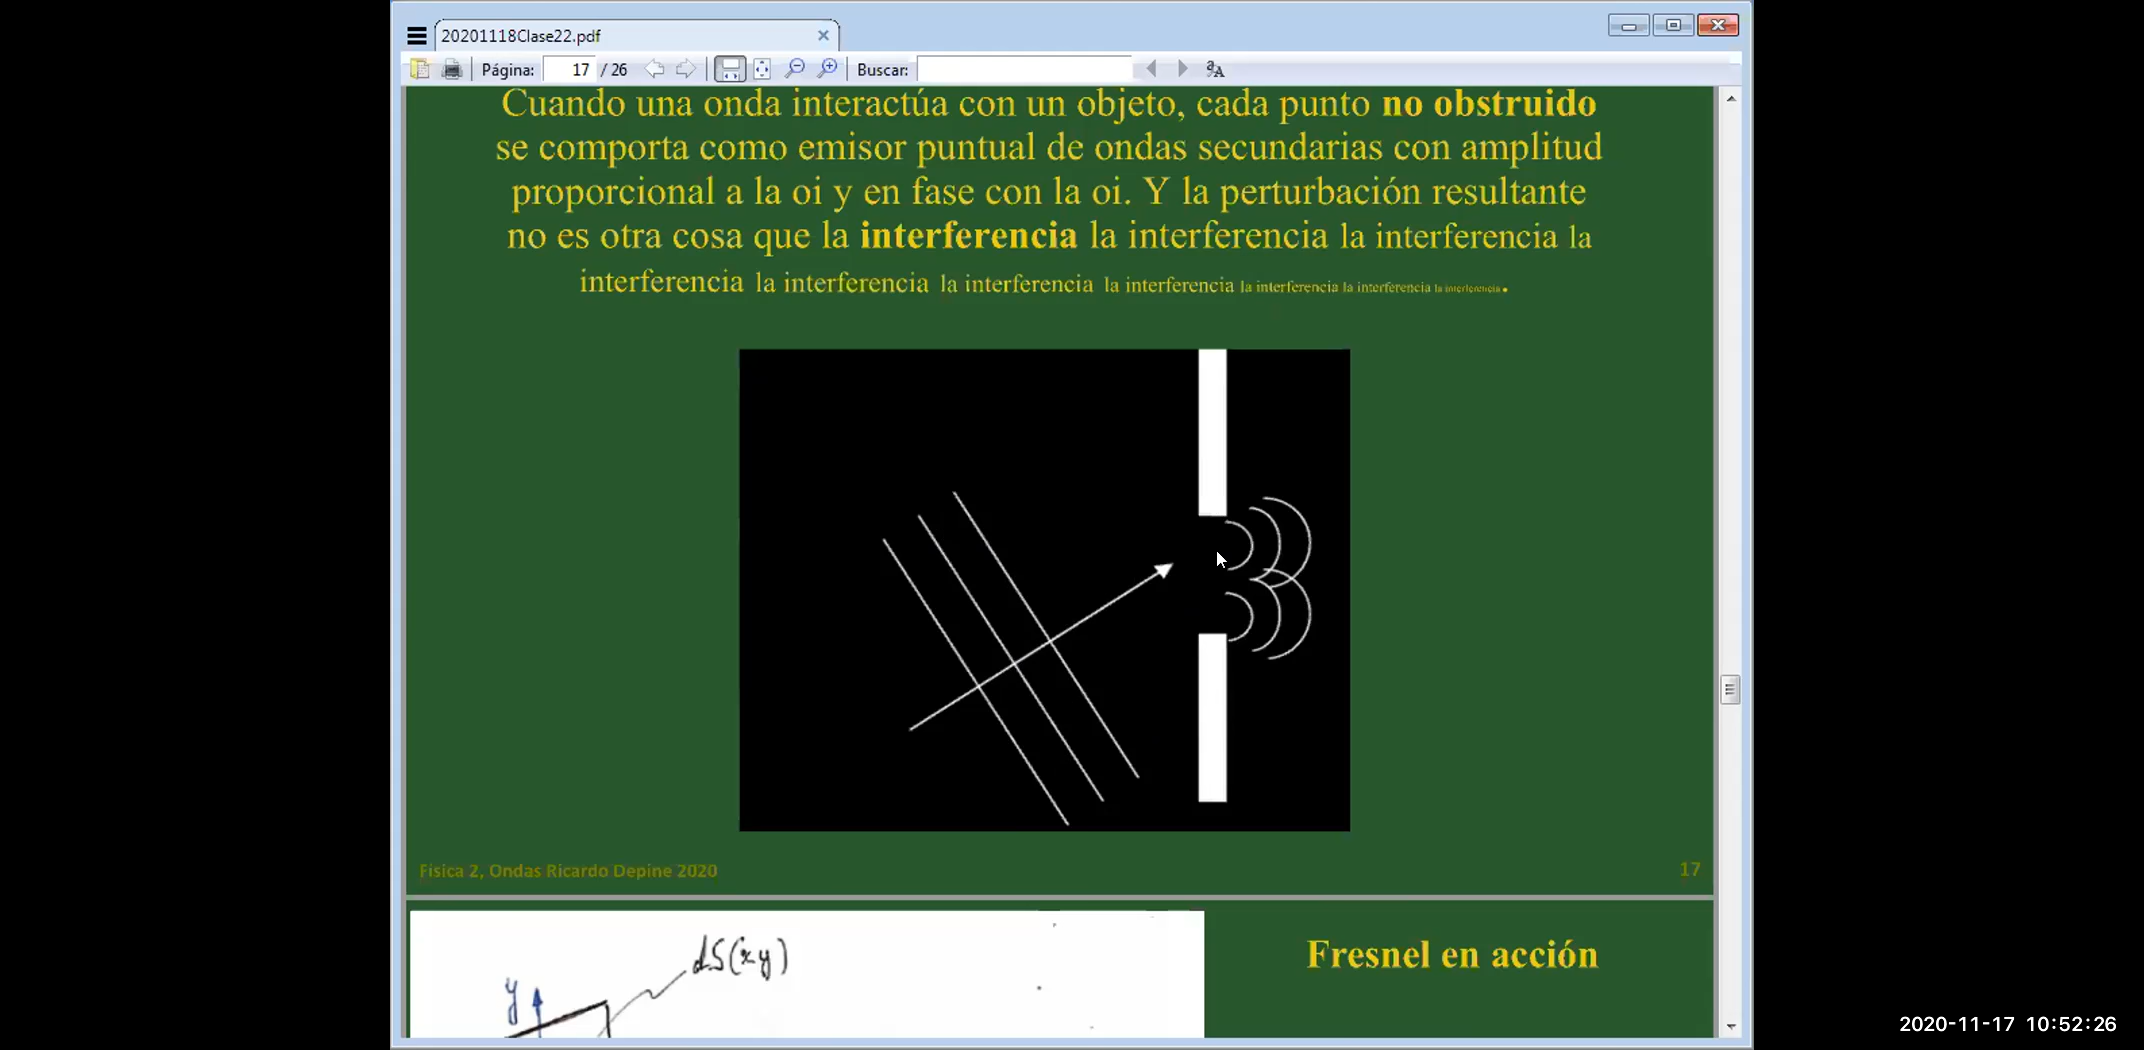 20201118Clase22.pdf
Página: 17 / 26 Buscar:
Cuando una onda interactúa con un objeto, cada punto no obstruido
se comporta como emisor puntual de ondas secundarias con amplitud
proporcional a la oi y en fase con la oi. Y la perturbación resultante
no es otra cosa que la interferencia la interferencia la interferencia la
interferencia la interferencia la interferencia la interferencia la interferencia la interferencia la interferencia.
Física 2, Ondas Ricardo Depine 2020
17
dS(xy)
y
Fresnel en acción
2020-11-17 10:52:26